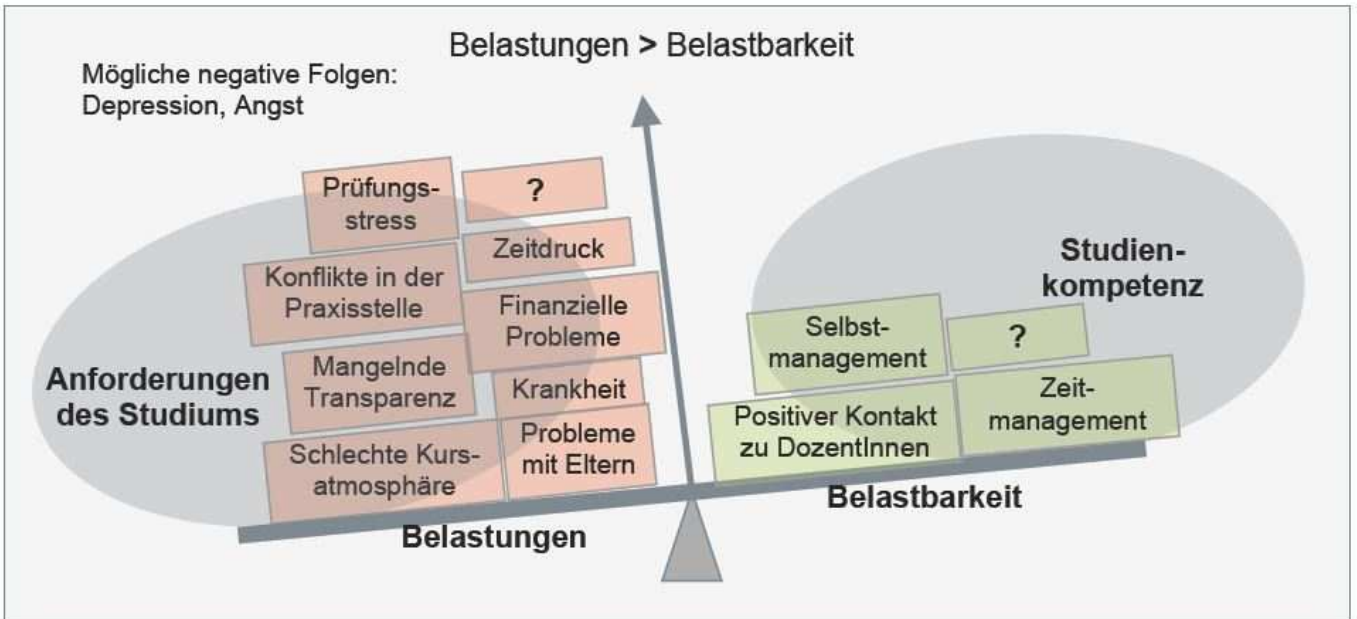 Belastungen > Belastbarkeit
Mögliche negative Folgen:
Depression, Angst
Prüfungs-
stress
?
Zeitdruck
Konflikte in der
Praxisstelle
Finanzielle
Probleme
Mangelnde
Transparenz
Krankheit
Schlechte Kurs-
atmosphäre
Probleme
mit Eltern
Anforderungen
des Studiums
Belastungen
Studien-
kompetenz
Selbst-
management
?
Positiver Kontakt
zu DozentInnen
Zeit-
management
Belastbarkeit